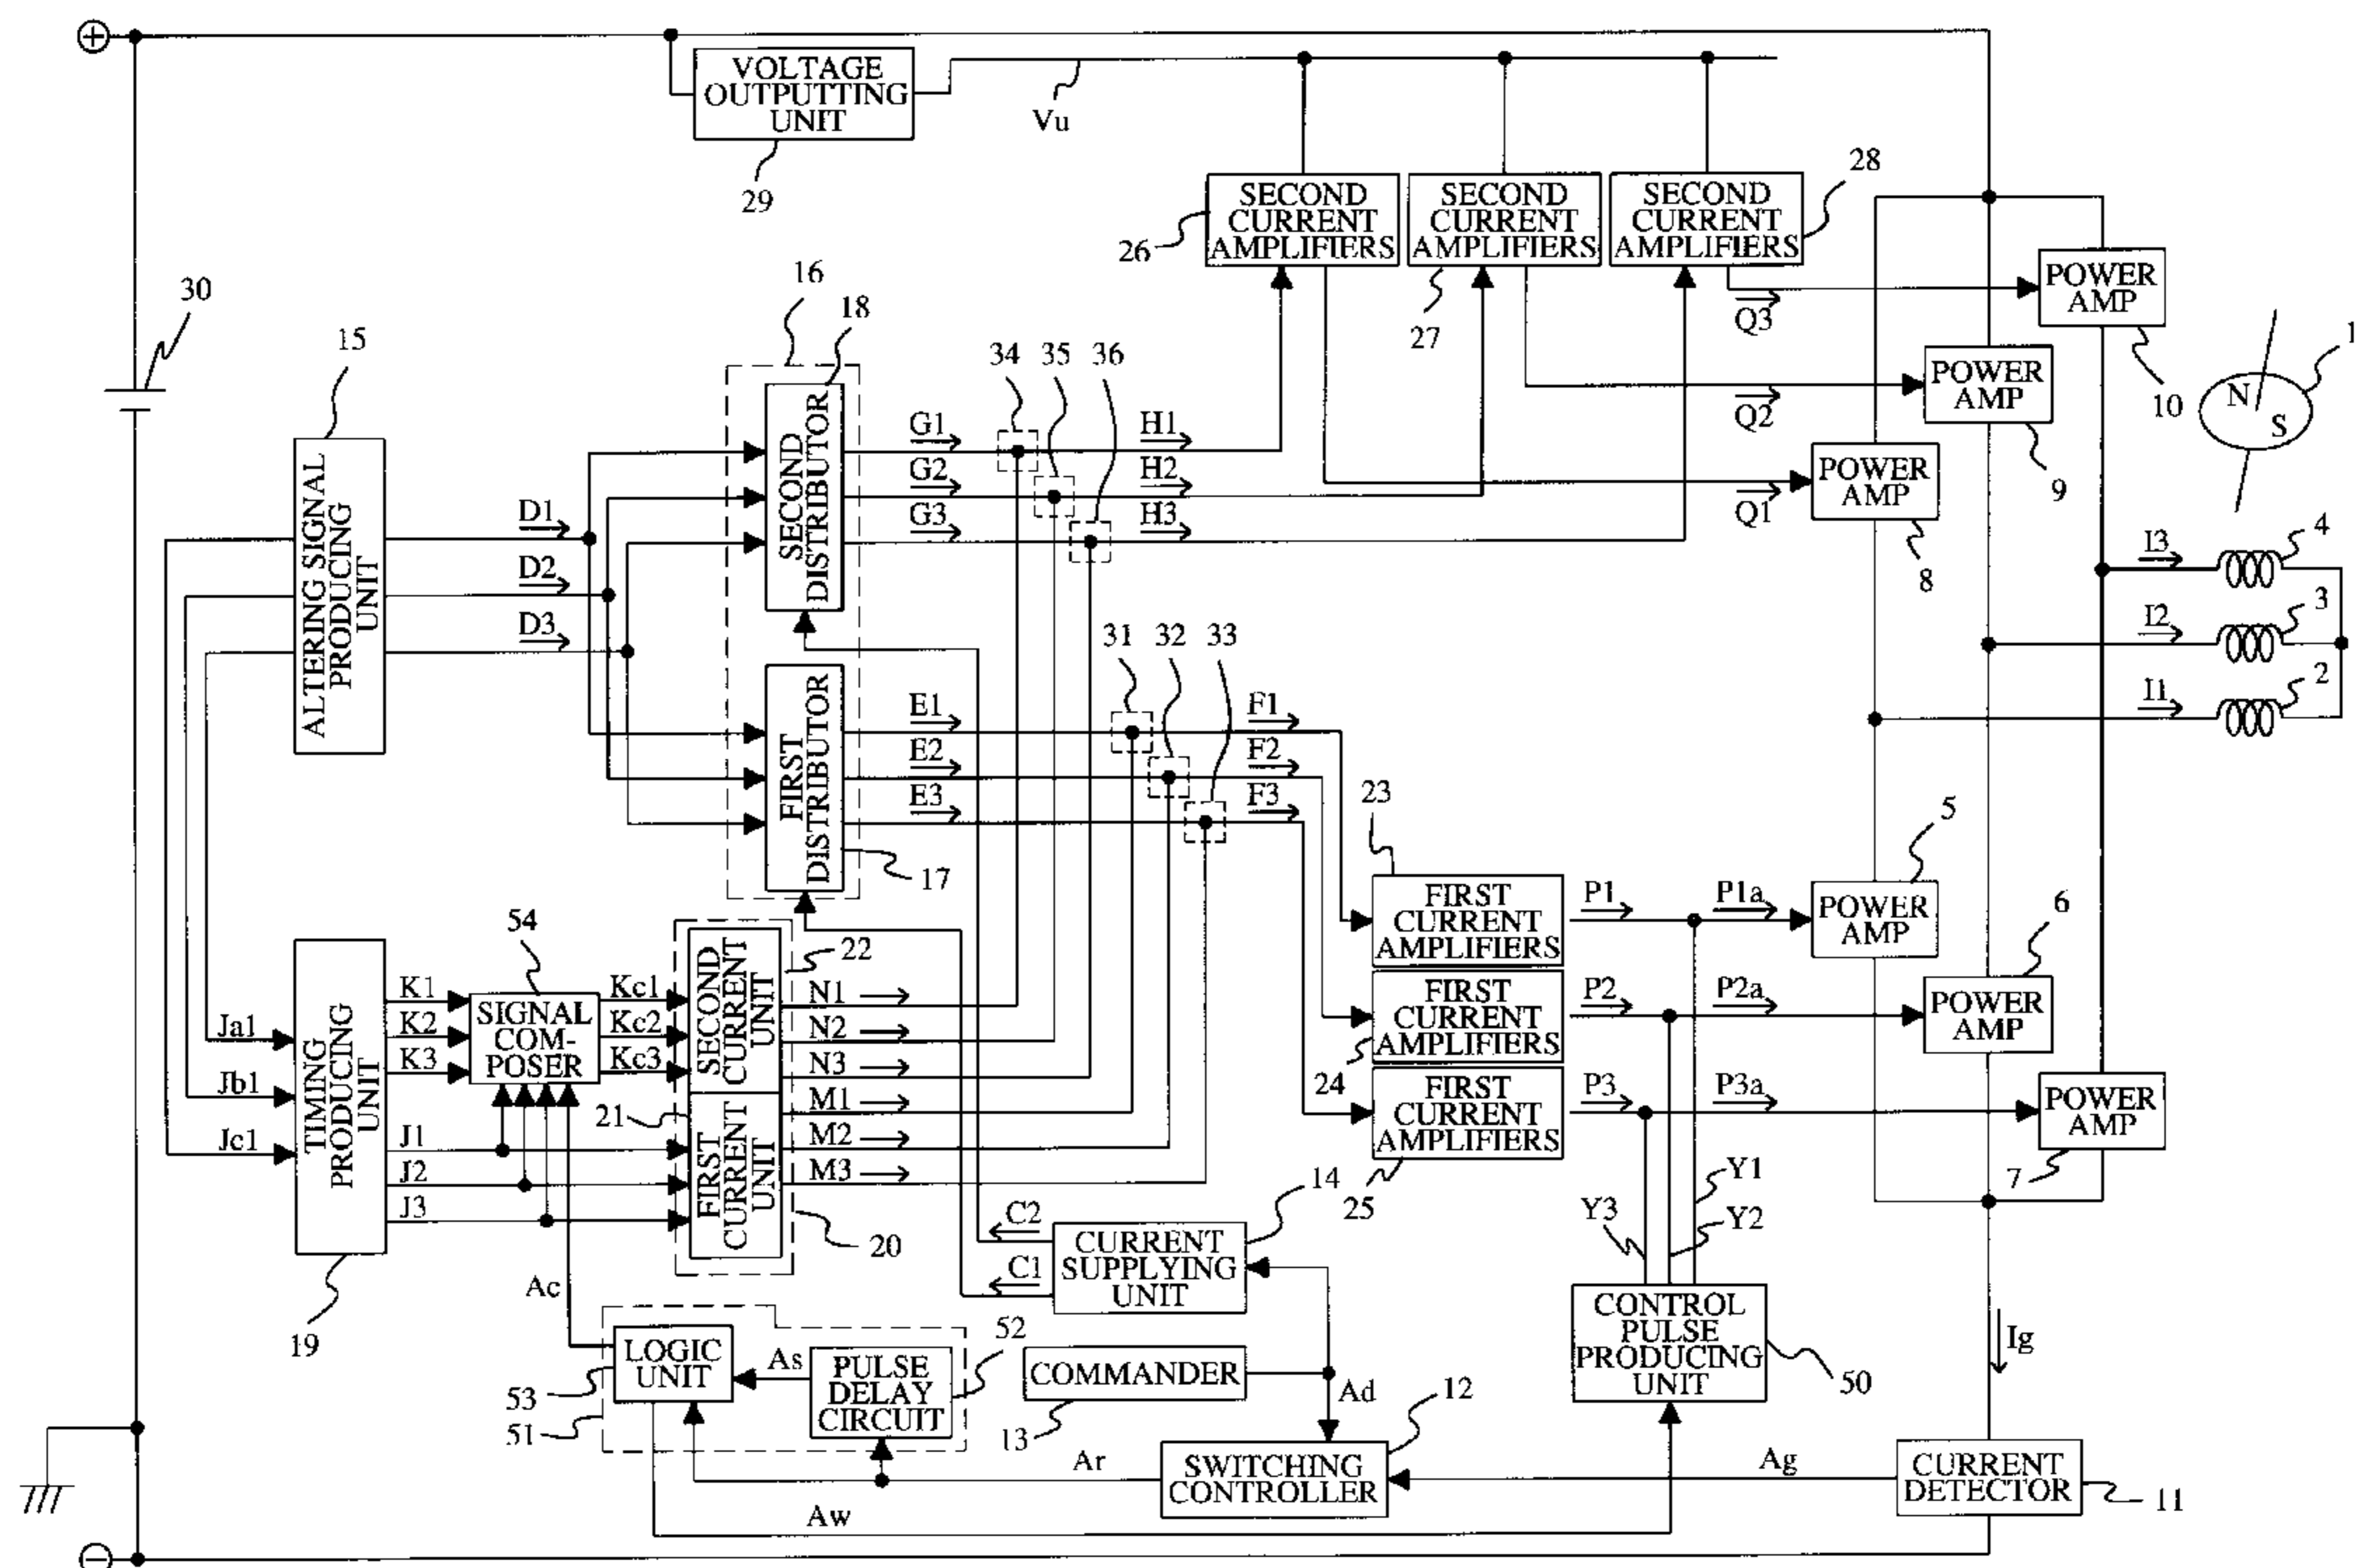 +
VOLTAGE
OUTPUTTING
UNIT
Vu
29
28
SECOND
CURRENT
AMPLIFIERS
SECOND
CURRENT
AMPLIFIERS
SECOND
CURRENT
AMPLIFIERS
26
27
POWER
AMP
Q3
10
16
18
30
15
34
35
36
1
N
S
POWER
AMP
Q2
9
G1
H1
G2
H2
G3
H3
SECOND
DISTRIBUTOR
POWER
AMP
Q1
8
ALTERING SIGNAL
PRODUCING
UNIT
D1
D2
D3
I3
4
I2
3
I1
2
31
32
33
E1
F1
E2
F2
E3
F3
FIRST
DISTRIBUTOR
17
23
5
FIRST
CURRENT
AMPLIFIERS
P1
P1a
POWER
AMP
6
54
22
K1
K2
K3
SIGNAL
COM-
POSER
Kc1
Kc2
Kc3
SECOND
CURRENT
UNIT
N1
N2
N3
FIRST
CURRENT
AMPLIFIERS
24
P2
P2a
POWER
AMP
Ja1
Jb1
Jc1
TIMING
PRODUCING
UNIT
21
M1
M2
M3
J1
J2
J3
FIRST
CURRENT
UNIT
20
FIRST
CURRENT
AMPLIFIERS
25
P3
P3a
POWER
AMP
7
14
Y1
Y3
Y2
C2
C1
CURRENT
SUPPLYING
UNIT
19
Ac
CONTROL
PULSE
PRODUCING
UNIT
50
Ig
LOGIC
UNIT
As
PULSE
DELAY
CIRCUIT
52
53
51
COMMANDER
13
Ad
12
Ar
SWITCHING
CONTROLLER
Ag
CURRENT
DETECTOR
11
Aw
−